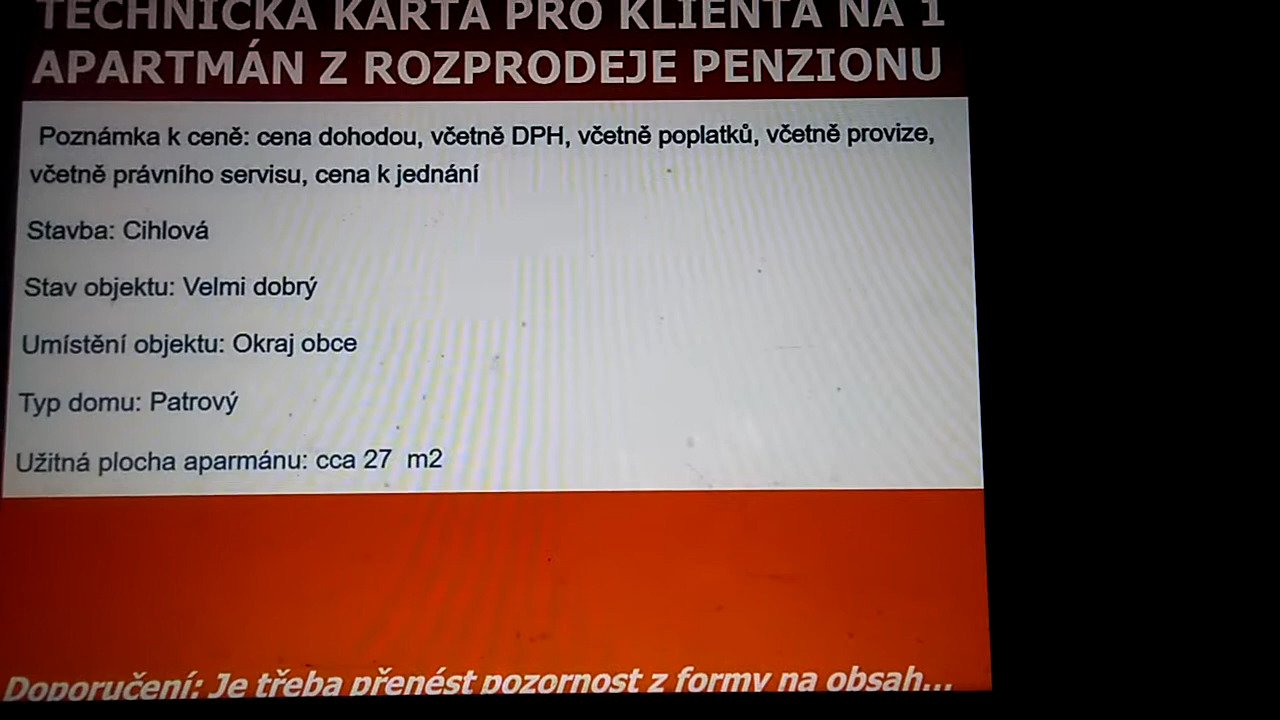 TECHNICKÁ KARTA PRO KLIENTA NA 1
APARTMÁN Z ROZPRODEJE PENZIONU
Poznámka k ceně: cena dohodou, včetně DPH, včetně poplatků, včetně provize,
včetně právního servisu, cena k jednání
Stavba: Cihlová
Stav objektu: Velmi dobrý
Umístění objektu: Okraj obce
Typ domu: Patrový
Užitná plocha aparmánu: cca 27 m2
Doporučení: Je třeba přenést pozornost z formy na obsah...